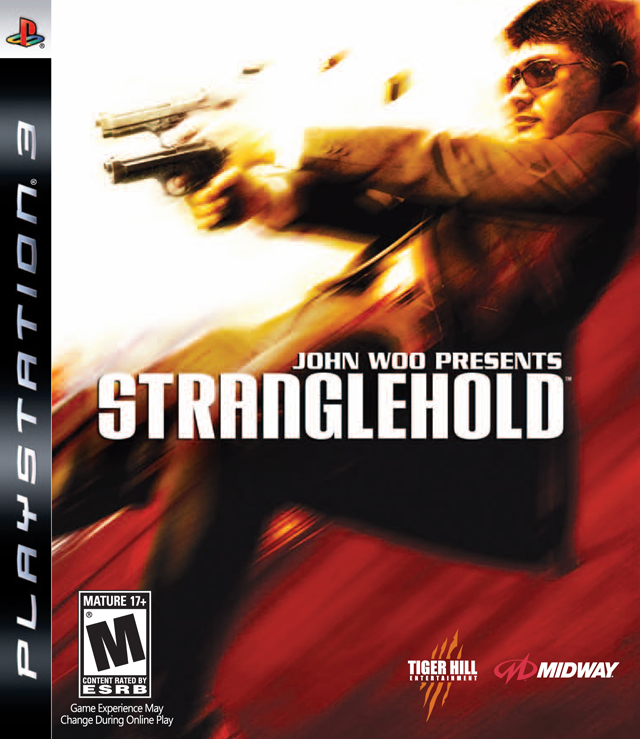 PLAYSTATION® 3
JOHN WOO PRESENTS
STRANGLEHOLD™
MATURE 17+
M®
CONTENT RATED BY
ESRB
Game Experience May
Change During Online Play
TIGER HILL
ENTERTAINMENT
MIDWAY